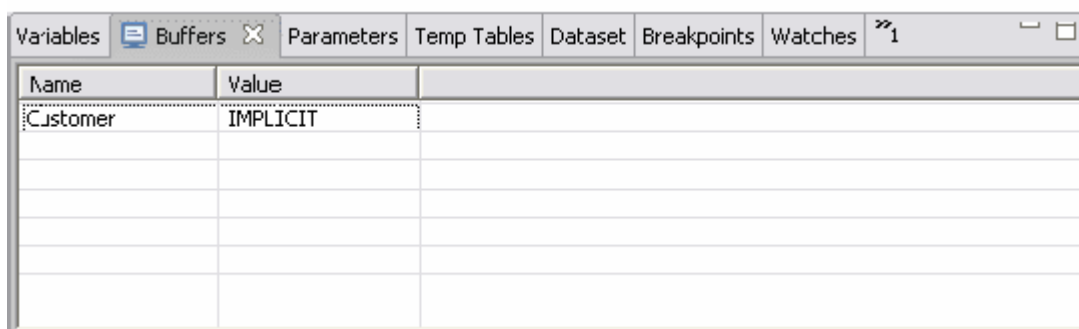 Variables Buffers Parameters Temp Tables Dataset Breakpoints Watches »1
Name Value
Customer IMPLICIT